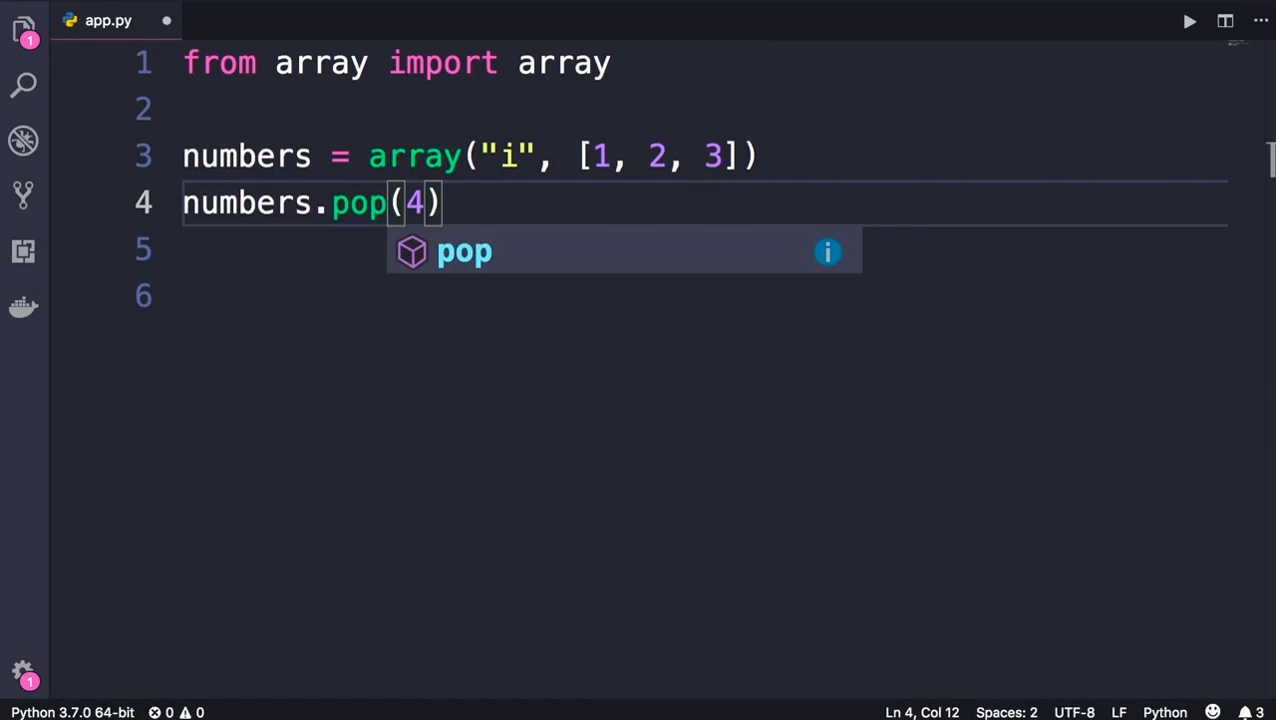 app.py
1 from array import array
2
3 numbers = array("i", [1, 2, 3])
4 numbers.pop(4)
pop
5
6
1
1
Python 3.7.0 64-bit 0 0 Ln 4, Col 12 Spaces: 2 UTF-8 LF Python 3